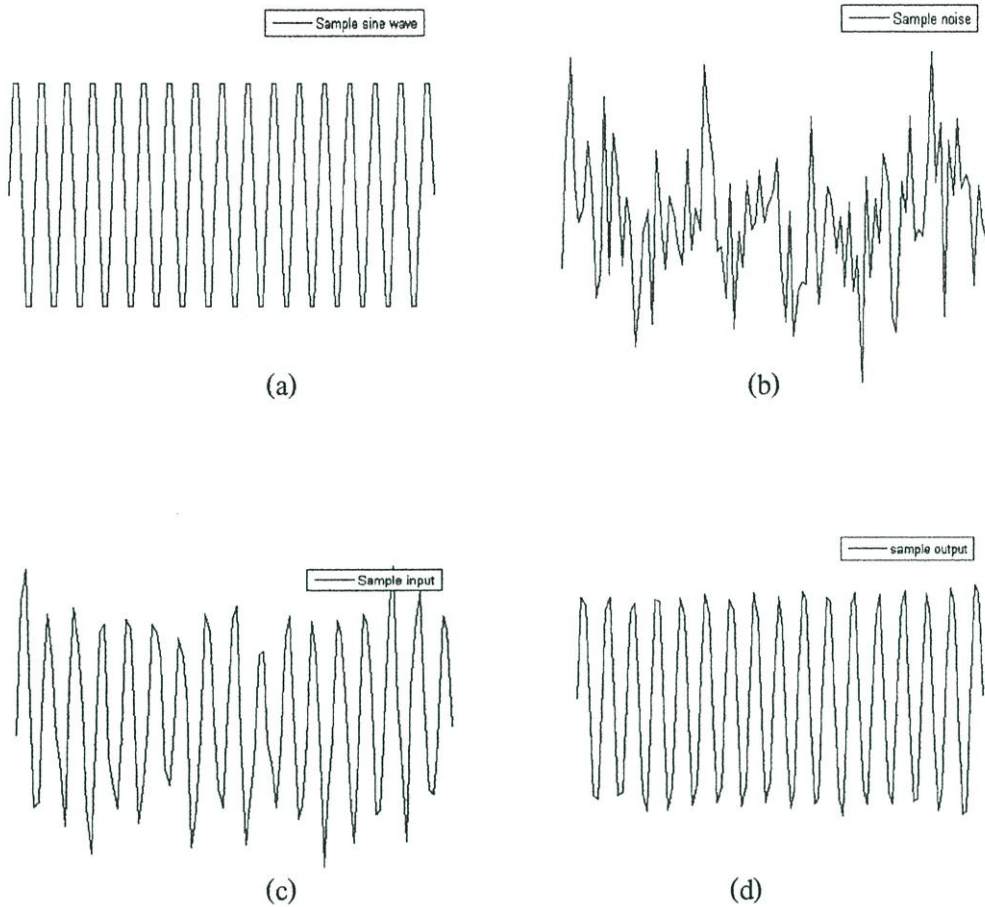 Sample sine wave
Sample noise
(a)
(b)
Sample input
sample output
(c)
(d)